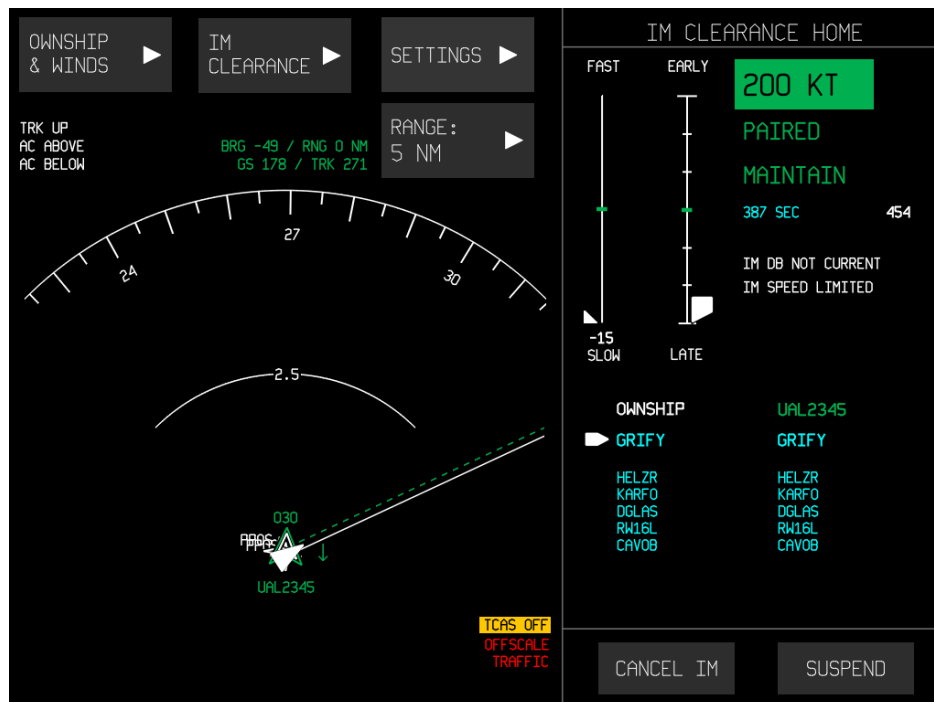 OWNSHIP
& WINDS
IM
CLEARANCE
SETTINGS
TRK UP
AC ABOVE
AC BELOW
BRG -49 / RNG 0 NM
GS 178 / TRK 271
RANGE:
5 NM
24
27
30
2.5
030
UAL2345
TCAS OFF
OFFSCALE
TRAFFIC
IM CLEARANCE HOME
FAST
EARLY
200 KT
PAIRED
MAINTAIN
387 SEC 454
IM DB NOT CURRENT
IM SPEED LIMITED
-15
SLOW
LATE
OWNSHIP UAL2345
GRIFY GRIFY
HELZR HELZR
KARFO KARFO
DGLAS DGLAS
RW16L RW16L
CAVOB CAVOB
CANCEL IM
SUSPEND